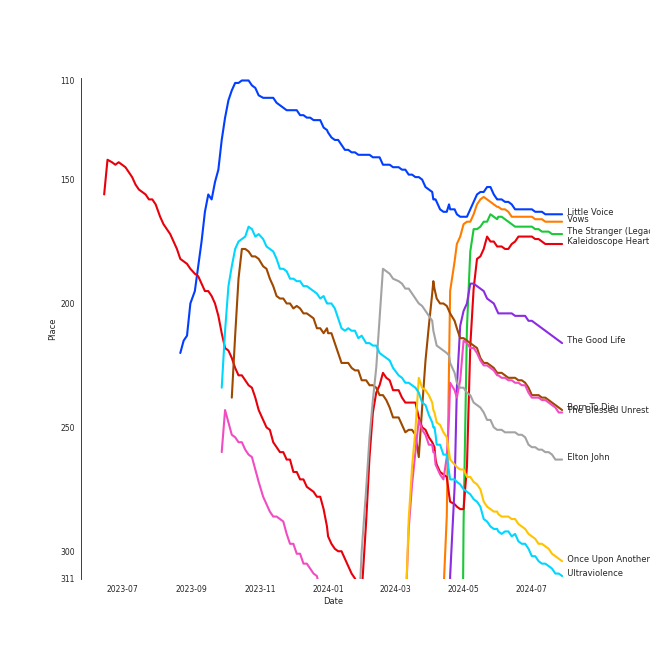 110
150
200
250
300
311
Place
2023-07
2023-09
2023-11
2024-01
2024-03
2024-05
2024-07
Date
Little Voice
Vows
The Stranger (Legac
Kaleidoscope Heart
The Good Life
Born To Die
The Blessed Unrest
Elton John
Once Upon Another
Ultraviolence